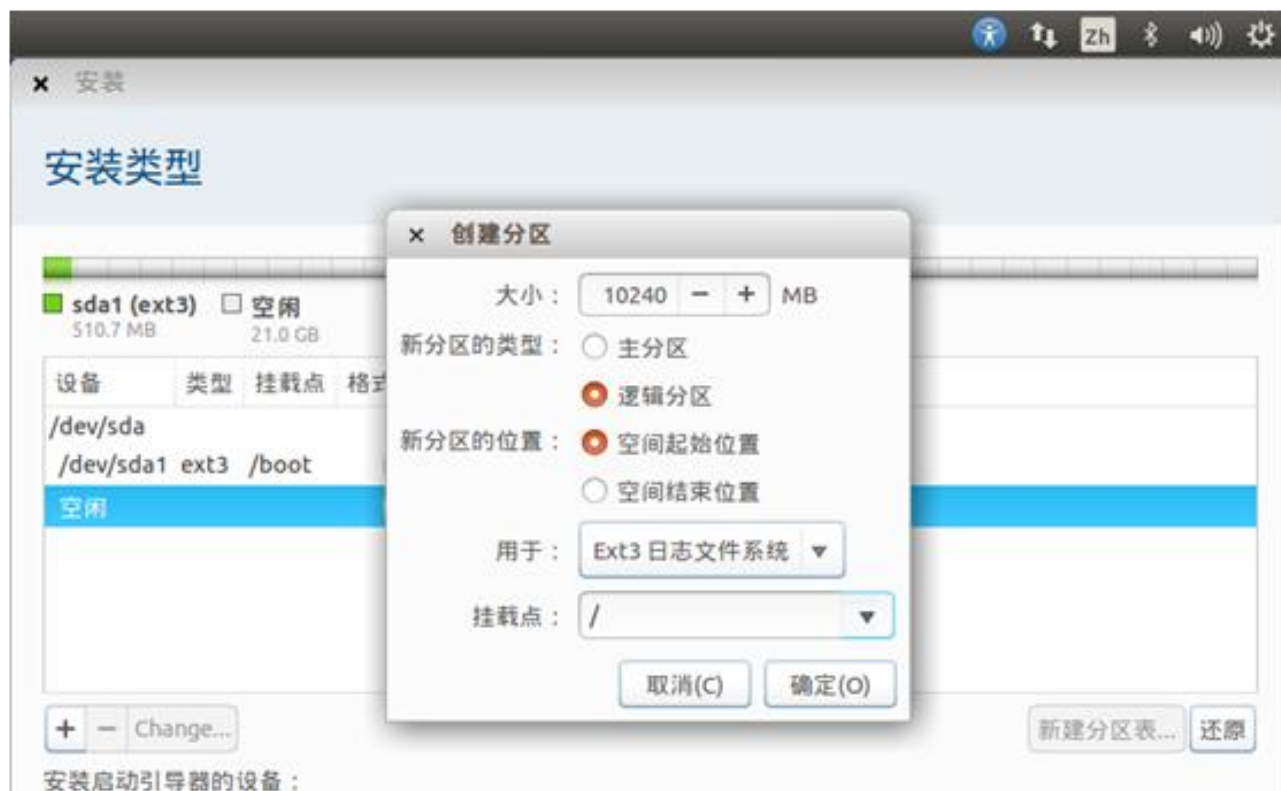 Zh
安装
安装类型
创建分区
大小： 10240 − + MB
sda1 (ext3) 空闲
510.7 MB 21.0 GB
新分区的类型： 主分区
逻辑分区
设备 类型 挂载点
/dev/sda
新分区的位置： 空间起始位置
/dev/sda1 ext3 /boot
空间结束位置
空闲
用于： Ext3 日志文件系统
挂载点： /
取消(C) 确定(O)
+ − Change... 新建分区表... 还原
安装启动引导器的设备：